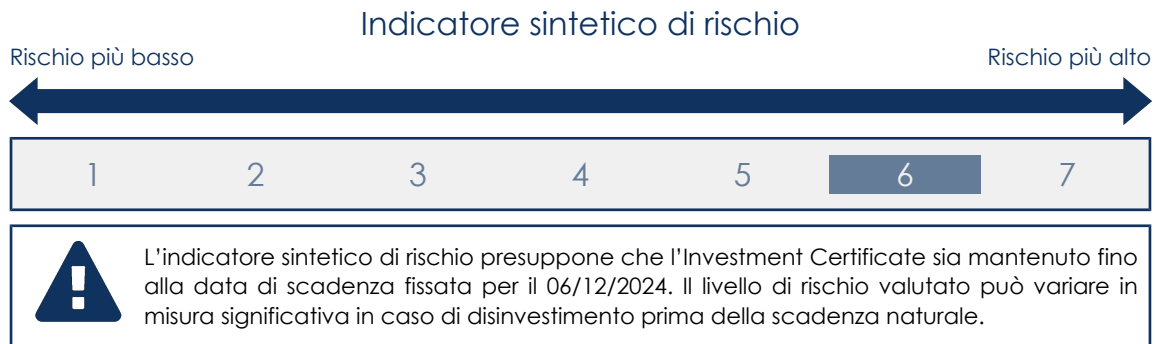 Indicatore sintetico di rischio
Rischio più basso
Rischio più alto
1 2 3 4 5 6 7
L'indicatore sintetico di rischio presuppone che l'Investment Certificate sia mantenuto fino
alla data di scadenza fissata per il 06/12/2024. Il livello di rischio valutato può variare in
misura significativa in caso di disinvestimento prima della scadenza naturale.